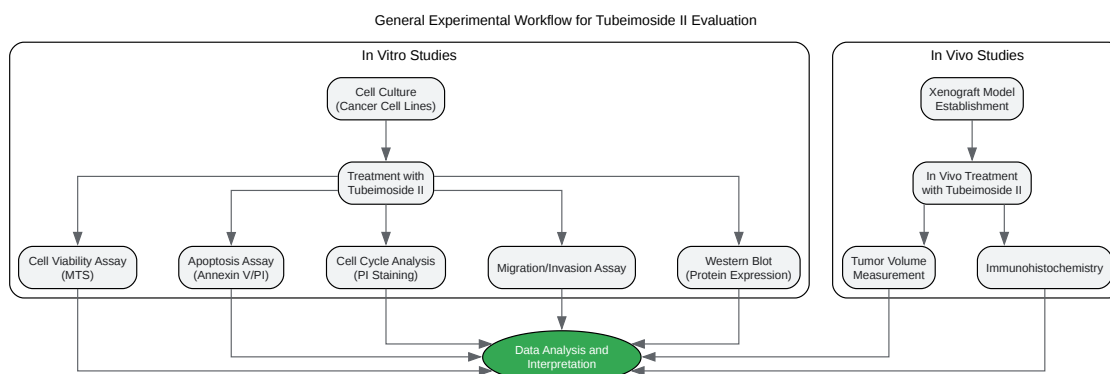 General Experimental Workflow for Tubeimoside II Evaluation
In Vitro Studies
Cell Culture
(Cancer Cell Lines)
Treatment with
Tubeimoside II
Cell Viability Assay
(MTS)
Apoptosis Assay
(Annexin V/PI)
Cell Cycle Analysis
(PI Staining)
Migration/Invasion Assay
Western Blot
(Protein Expression)
In Vivo Studies
Xenograft Model
Establishment
In Vivo Treatment
with Tubeimoside II
Tumor Volume
Measurement
Immunohistochemistry
Data Analysis and
Interpretation